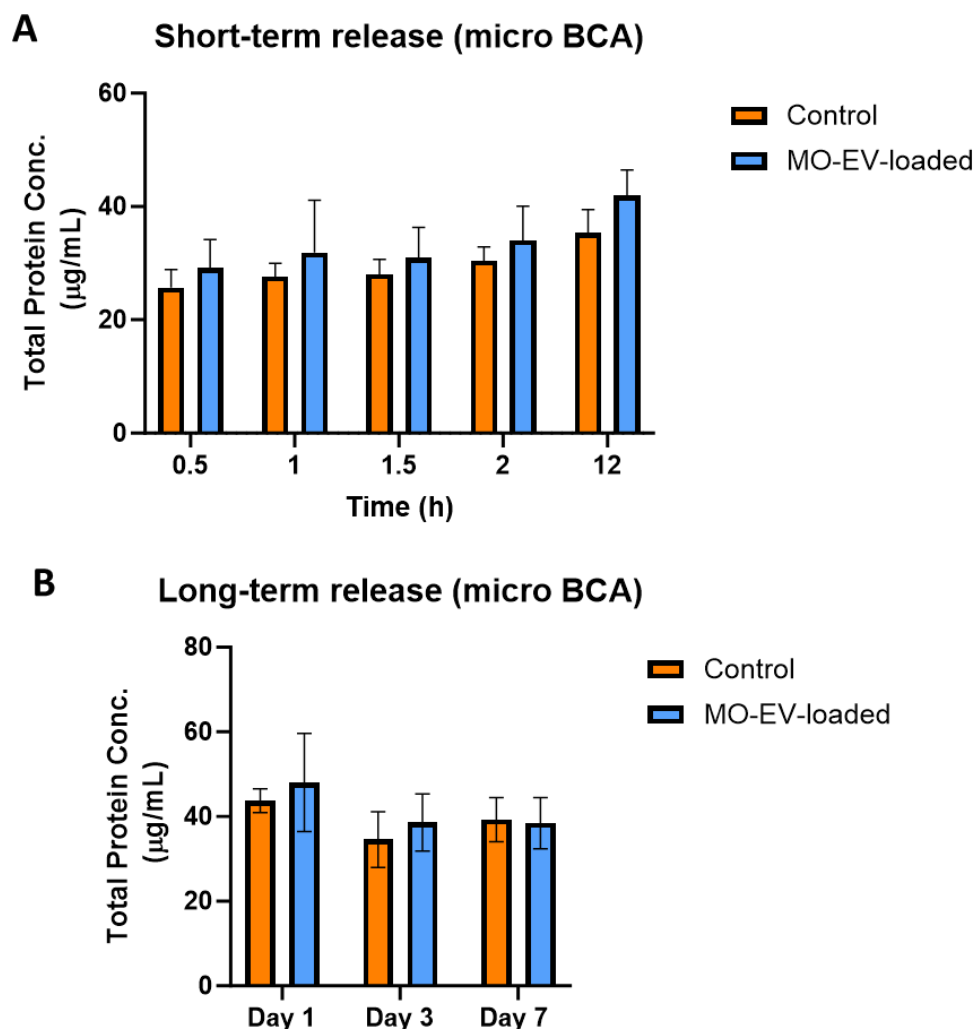 A
Short-term release (micro BCA)
Total Protein Conc.
(µg/mL)
60
40
20
0
0.5
1
1.5
2
12
Time (h)
Control
MO-EV-loaded
B
Long-term release (micro BCA)
Total Protein Conc.
(µg/mL)
80
60
40
20
0
Day 1
Day 3
Day 7
Control
MO-EV-loaded